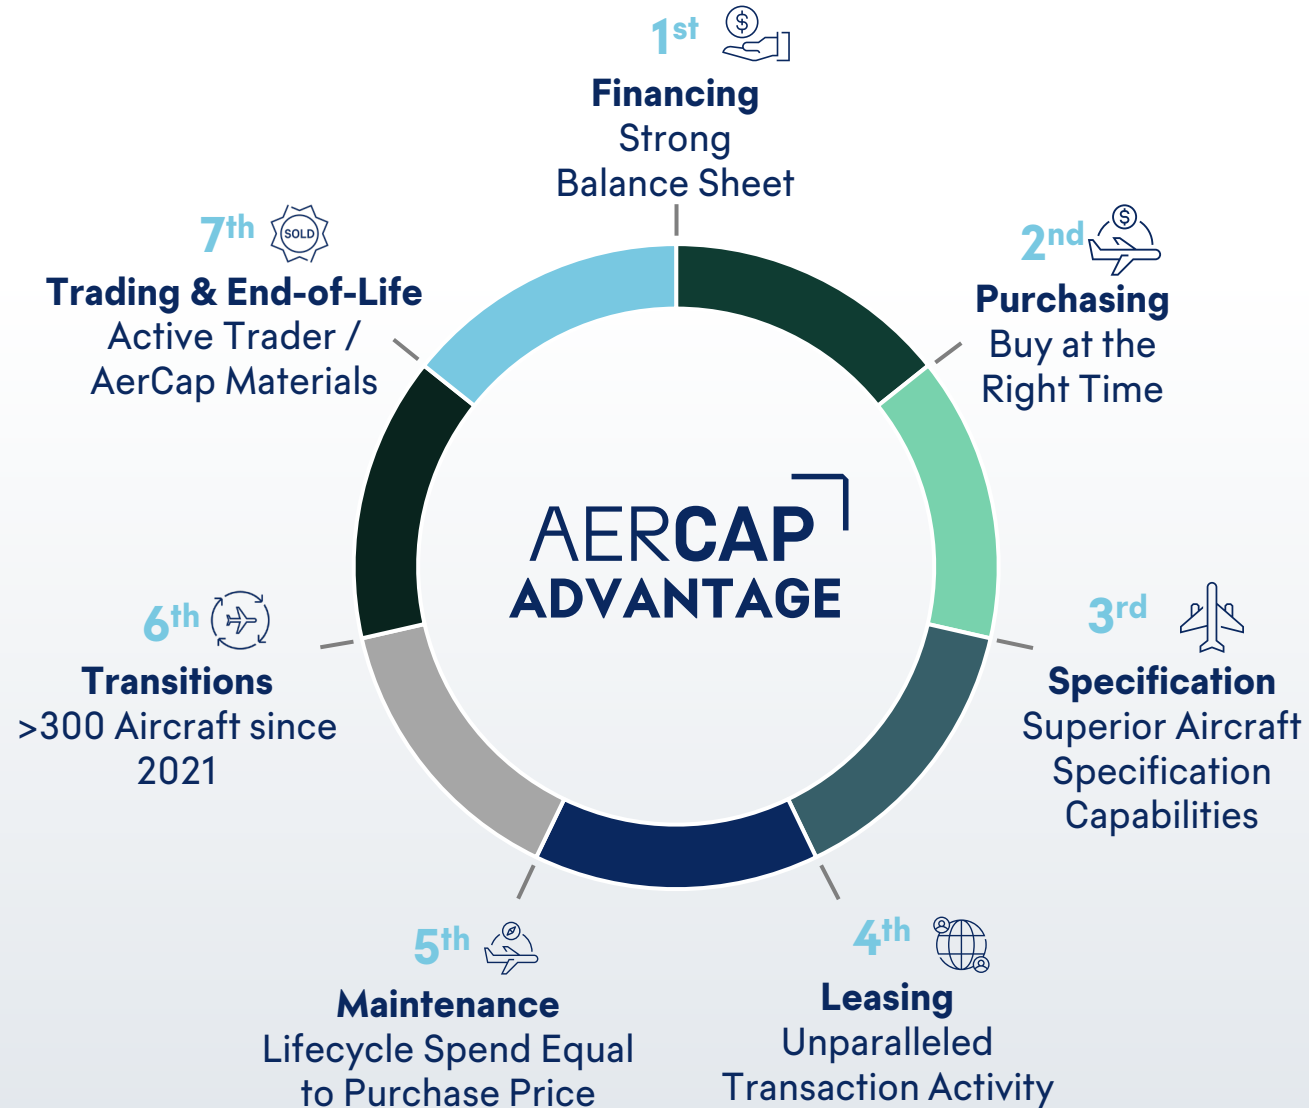 1st
Financing
Strong
Balance Sheet
2nd
$
Purchasing
Buy at the
Right Time
3rd
Specification
Superior Aircraft
Specification
Capabilities
4th
Leasing
Unparalleled
Transaction Activity
5th
Maintenance
Lifecycle Spend Equal
to Purchase Price
6th
Transitions
>300 Aircraft since
2021
7th
SOLD
Trading & End-of-Life
Active Trader /
AerCap Materials
AERCAP
ADVANTAGE
$